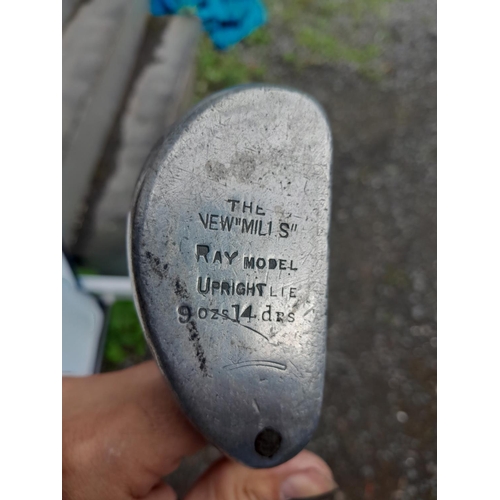 THE
NEW "MILLS"
RAY MODEL
UPRIGHT LIE
9 ozs 14 drs